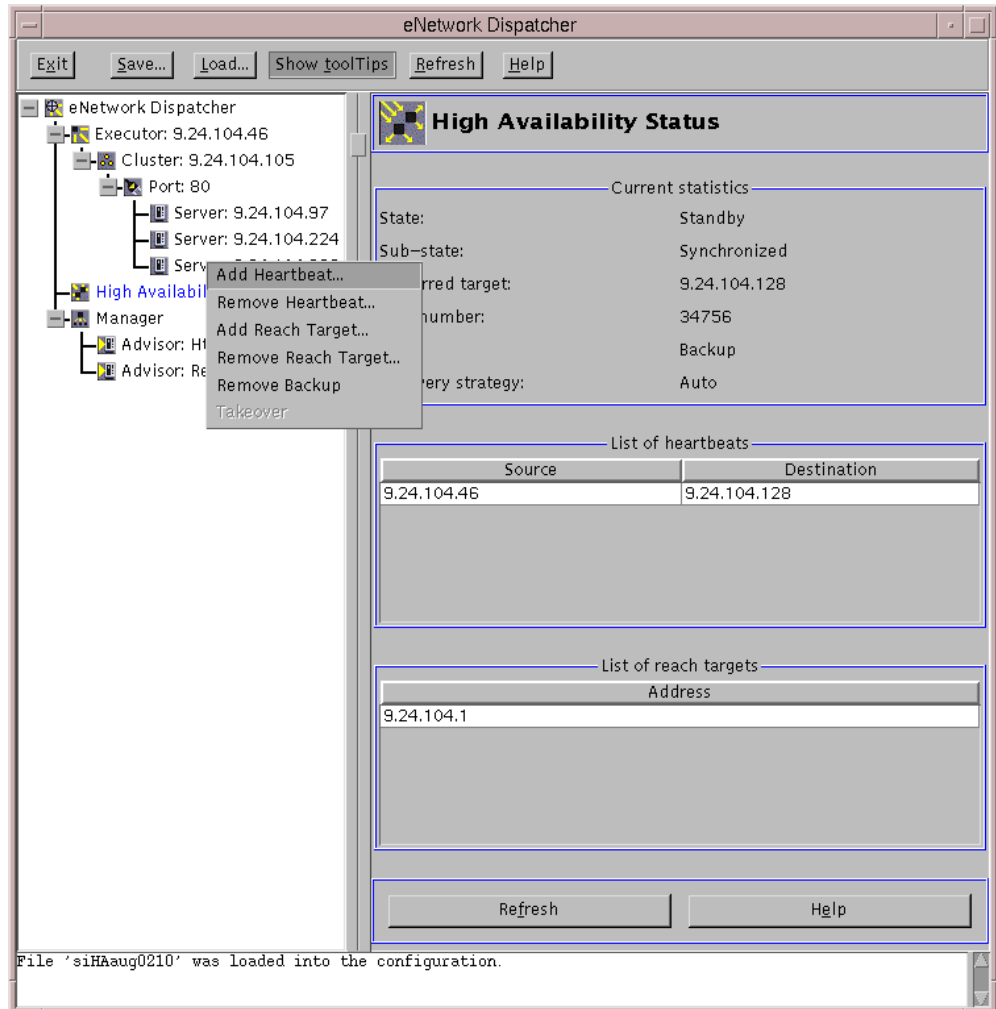 eNetwork Dispatcher
Exit Save... Load... Show toolTips Refresh Help
eNetwork Dispatcher
Executor: 9.24.104.46
Cluster: 9.24.104.105
Port: 80
Server: 9.24.104.97
Server: 9.24.104.224
High Availabil
Manager
Advisor: Ht
Advisor: Re
Add Heartbeat...
Remove Heartbeat...
Add Reach Target...
Remove Reach Target...
Remove Backup
Takeover
High Availability Status
Current statistics
State: Standby
Sub-state: Synchronized
rred target: 9.24.104.128
number: 34756
Backup
ery strategy: Auto
List of heartbeats
Source Destination
9.24.104.46 9.24.104.128
List of reach targets
Address
9.24.104.1
Refresh Help
File 'siHAaug0210' was loaded into the configuration.